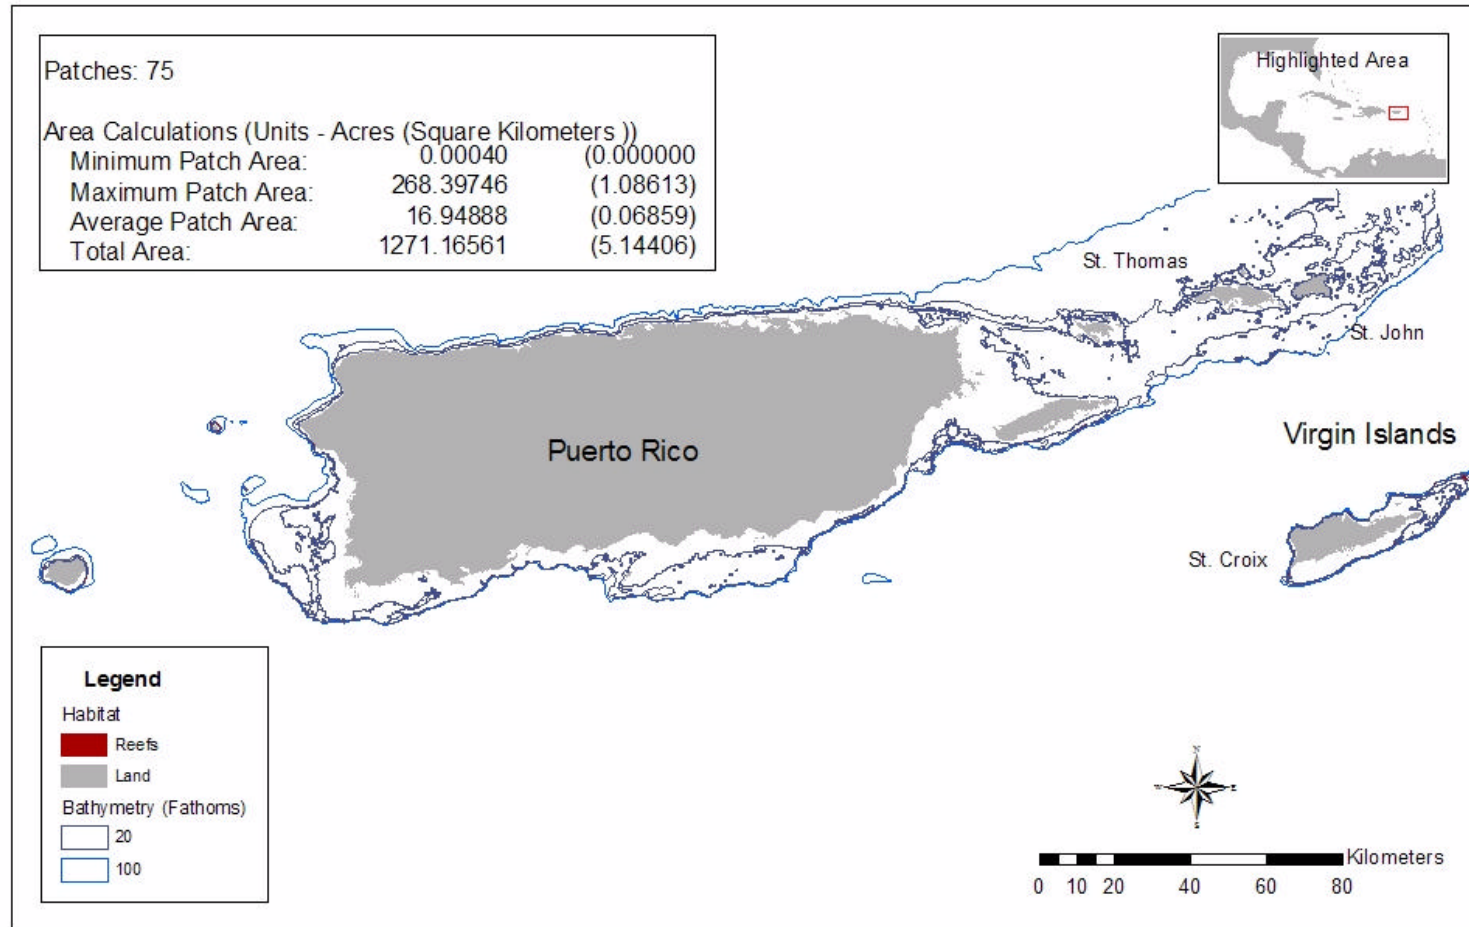 Patches: 75
Area Calculations (Units - Acres (Square Kilometers ))
Minimum Patch Area: 0.00040 (0.000000
Maximum Patch Area: 268.39746 (1.08613)
Average Patch Area: 16.94888 (0.06859)
Total Area: 1271.16561 (5.14406)
Highlighted Area
St. Thomas
St. John
Puerto Rico
Virgin Islands
St. Croix
Legend
Habitat
Reefs
Land
Bathymetry (Fathoms)
20
100
N
W E
S
Kilometers
0 10 20 40 60 80